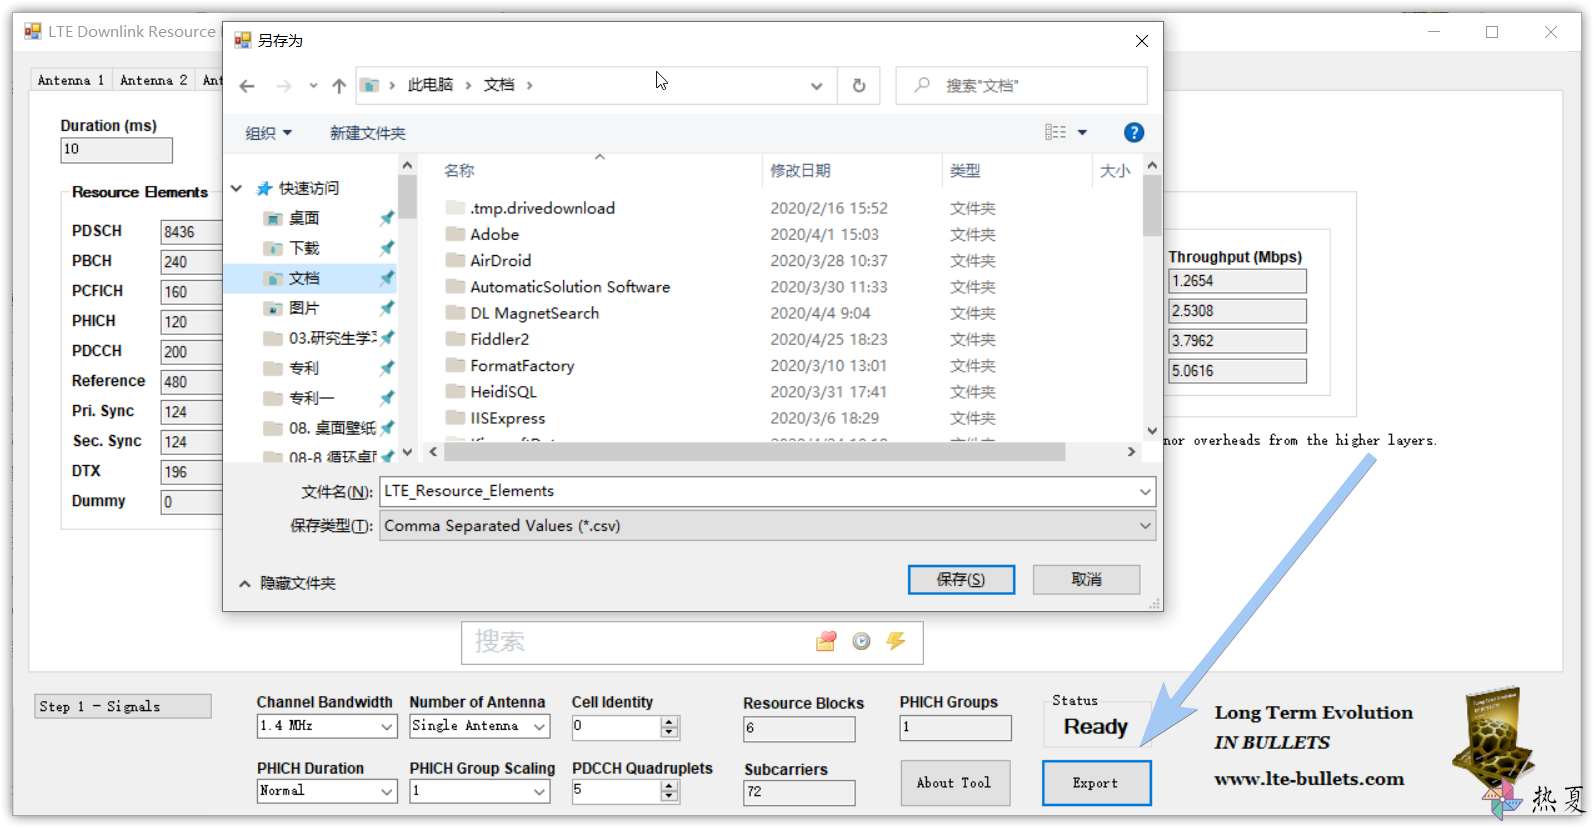 LTE Downlink Resource
另存为
Antenna 1
Antenna 2
Ant
此电脑
文档
搜索"文档"
组织
新建文件夹
名称
修改日期
类型
大小
快速访问
桌面
下载
文档
图片
03.研究生学习
专利
专利一
08. 桌面壁纸
08-8 循环桌面
.tmp.drivedownload 2020/2/16 15:52 文件夹
Adobe 2020/4/1 15:03 文件夹
AirDroid 2020/3/28 10:37 文件夹
AutomaticSolution Software 2020/3/30 11:33 文件夹
DL MagnetSearch 2020/4/4 9:04 文件夹
Fiddler2 2020/4/25 18:23 文件夹
FormatFactory 2020/3/10 13:01 文件夹
HeidiSQL 2020/3/31 17:41 文件夹
IISExpress 2020/3/6 18:29 文件夹
文件名(N): LTE_Resource_Elements
保存类型(T): Comma Separated Values (*.csv)
隐藏文件夹
保存(S)
取消
Duration (ms)
10
Resource Elements
PDSCH 8436
PBCH 240
PCFICH 160
PHICH 120
PDCCH 200
Reference 480
Pri. Sync 124
Sec. Sync 124
DTX 196
Dummy 0
Throughput (Mbps)
1.2654
2.5308
3.7962
5.0616
nor overheads from the higher layers.
搜索
Step 1 - Signals
Channel Bandwidth
1.4 MHz
Number of Antenna
Single Antenna
Cell Identity
0
Resource Blocks
6
PHICH Groups
1
Status
Ready
PHICH Duration
Normal
PHICH Group Scaling
1
PDCCH Quadruplets
5
Subcarriers
72
About Tool
Export
Long Term Evolution
IN BULLETS
www.lte-bullets.com
热夏